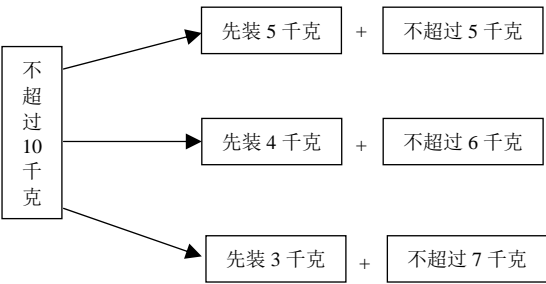 先装 5 千克 + 不超过 5 千克
不
超
过
10
千
克
先装 4 千克 + 不超过 6 千克
先装 3 千克 + 不超过 7 千克